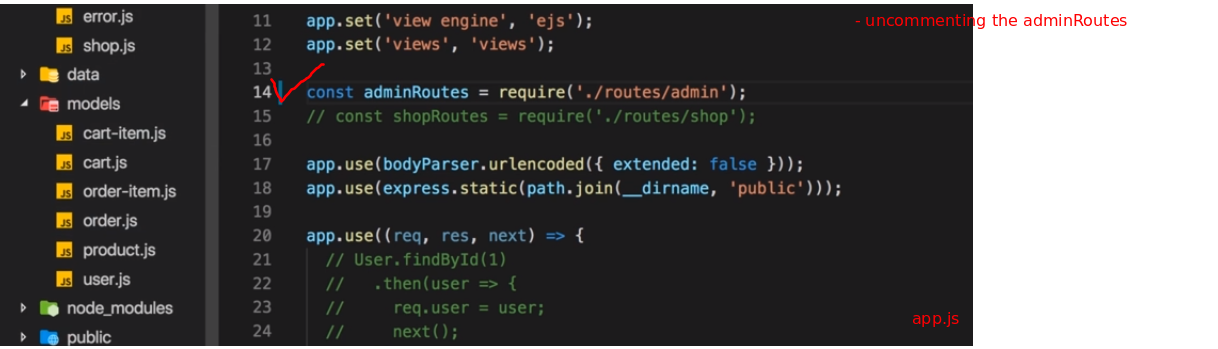 error.js
shop.js
data
models
cart-item.js
cart.js
order-item.js
order.js
product.js
user.js
node_modules
public
11 app.set('view engine', 'ejs');
12 app.set('views', 'views');
13
14 const adminRoutes = require('./routes/admin');
15 // const shopRoutes = require('./routes/shop');
16
17 app.use(bodyParser.urlencoded({ extended: false }));
18 app.use(express.static(path.join(__dirname, 'public')));
19
20 app.use((req, res, next) => {
21 // User.findById(1)
22 //   .then(user => {
23 //     req.user = user;
24 //     next();
- uncommenting the adminRoutes
app.js